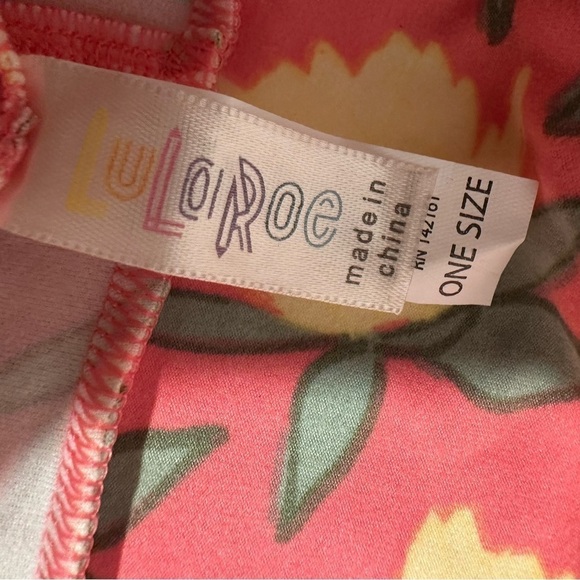 LuLaRoe
made in
china
RN 142101
ONE SIZE